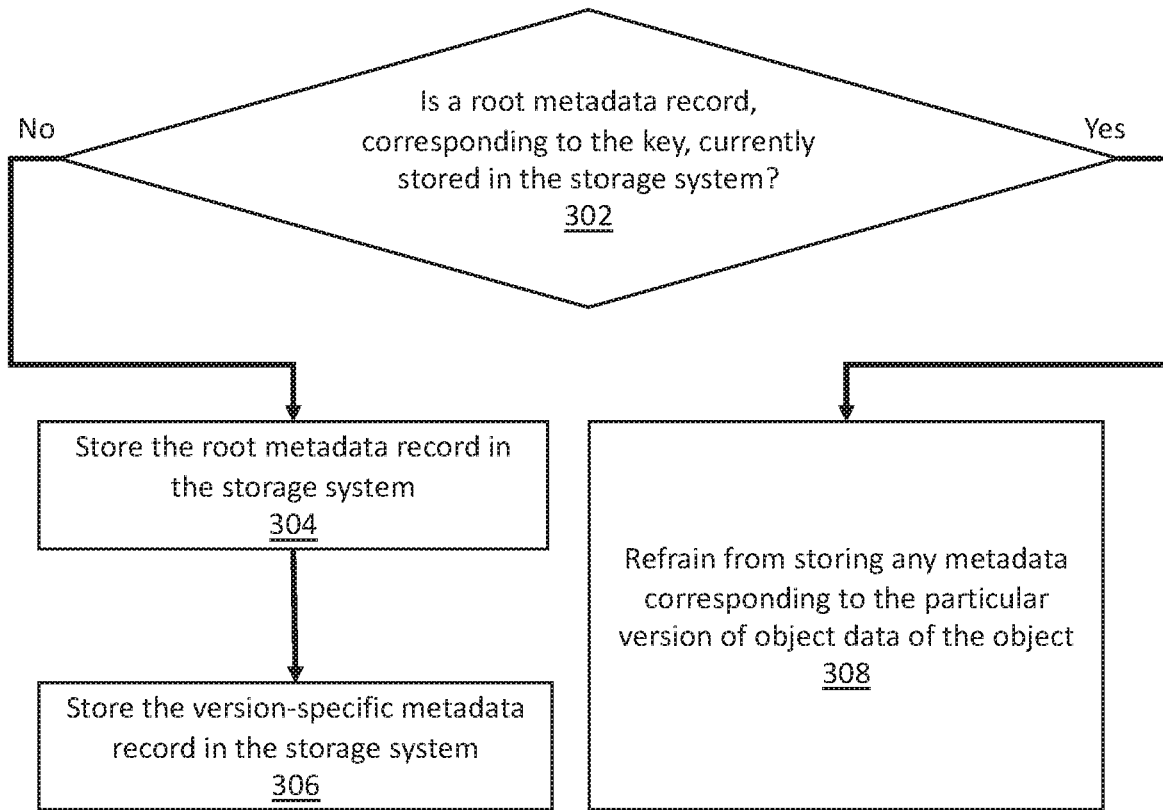 Is a root metadata record,
No
corresponding to the key, currently
Yes
stored in the storage system?
302
Store the root metadata record in
the storage system
304
Store the version-specific metadata
record in the storage system
306
Refrain from storing any metadata
corresponding to the particular
version of object data of the object
308